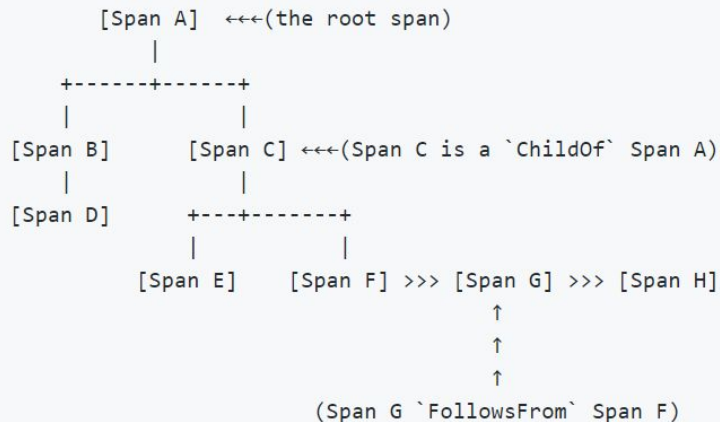 [Span A]  ←←←(the root span)
            |
     +------+------+
     |             |
 [Span B]      [Span C] ←←←(Span C is a `ChildOf` Span A)
     |             |
 [Span D]      +---+-------+
               |           |
           [Span E]    [Span F] >>> [Span G] >>> [Span H]
                                       ↑
                                       ↑
                                       ↑
                         (Span G `FollowsFrom` Span F)